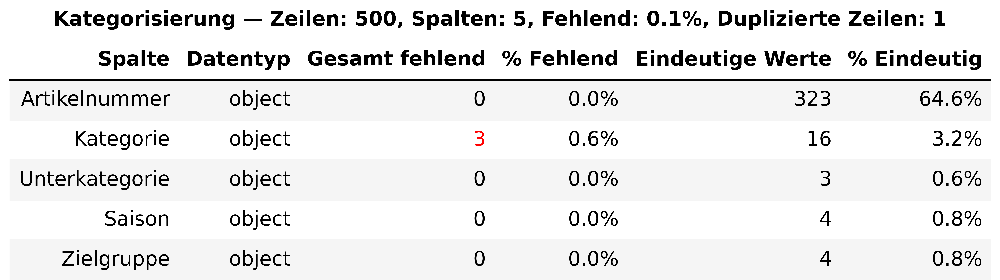 Kategorisierung — Zeilen: 500, Spalten: 5, Fehlend: 0.1%, Duplizierte Zeilen: 1
Spalte Datentyp Gesamt fehlend % Fehlend Eindeutige Werte % Eindeutig
Artikelnummer object 0 0.0% 323 64.6%
Kategorie object 3 0.6% 16 3.2%
Unterkategorie object 0 0.0% 3 0.6%
Saison object 0 0.0% 4 0.8%
Zielgruppe object 0 0.0% 4 0.8%